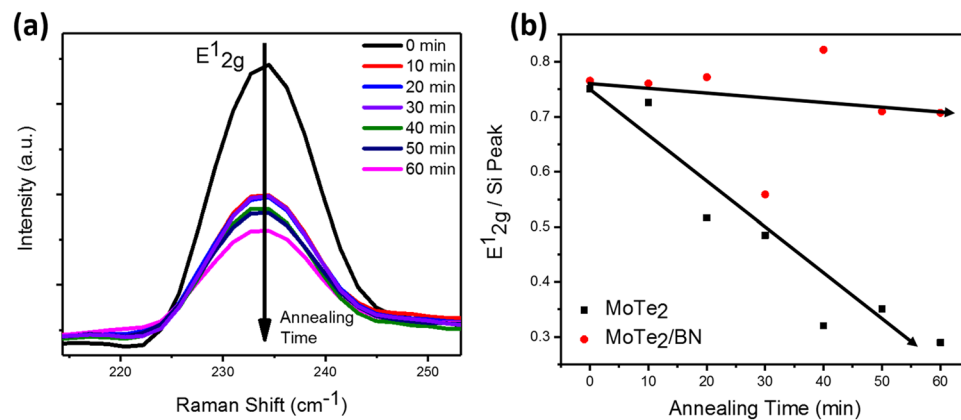 (a)
E¹2g
0 min
10 min
20 min
30 min
40 min
50 min
60 min
Annealing
Time
Intensity (a.u.)
220
230
240
250
Raman Shift (cm⁻¹)
(b)
0.8
0.7
0.6
0.5
0.4
0.3
E¹2g / Si Peak
MoTe2
MoTe2/BN
0
10
20
30
40
50
60
Annealing Time (min)